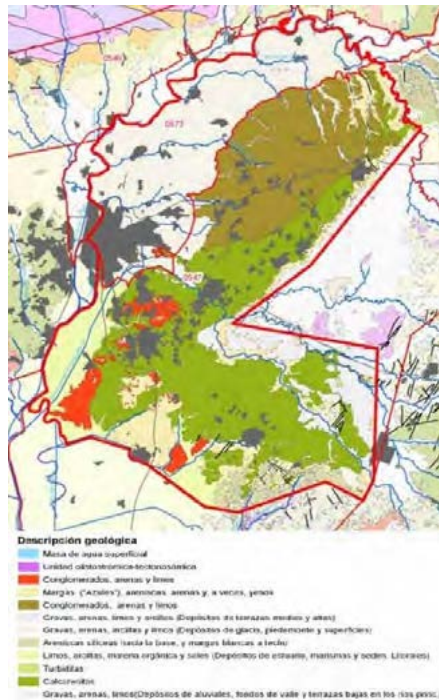 0546
0573
0547
Descripción geológica
Masa de agua superficial
Unidad olistostrómica-tectonosómica
Conglomerados, arenas y limos
Margas ("Azules"), areniscas, arenas y, a veces, yesos
Conglomerados, arenas y limos
Gravas, arenas, limos y arcillas (Depósitos de terrazas medias y altas)
Gravas, arenas, arcillas y limos (Depósitos de glacis, piedemonte y superficies)
Areniscas silíceas hacia la base, y margas blancas a techo
Limos, arcillas, materia orgánica y sales (Depósitos de estuario, marismas y sedim. Litorales)
Turbiditas
Calcarenitas
Gravas, arenas, limos(Depósitos de aluviales, fondos de valle y terrazas bajas en los ríos